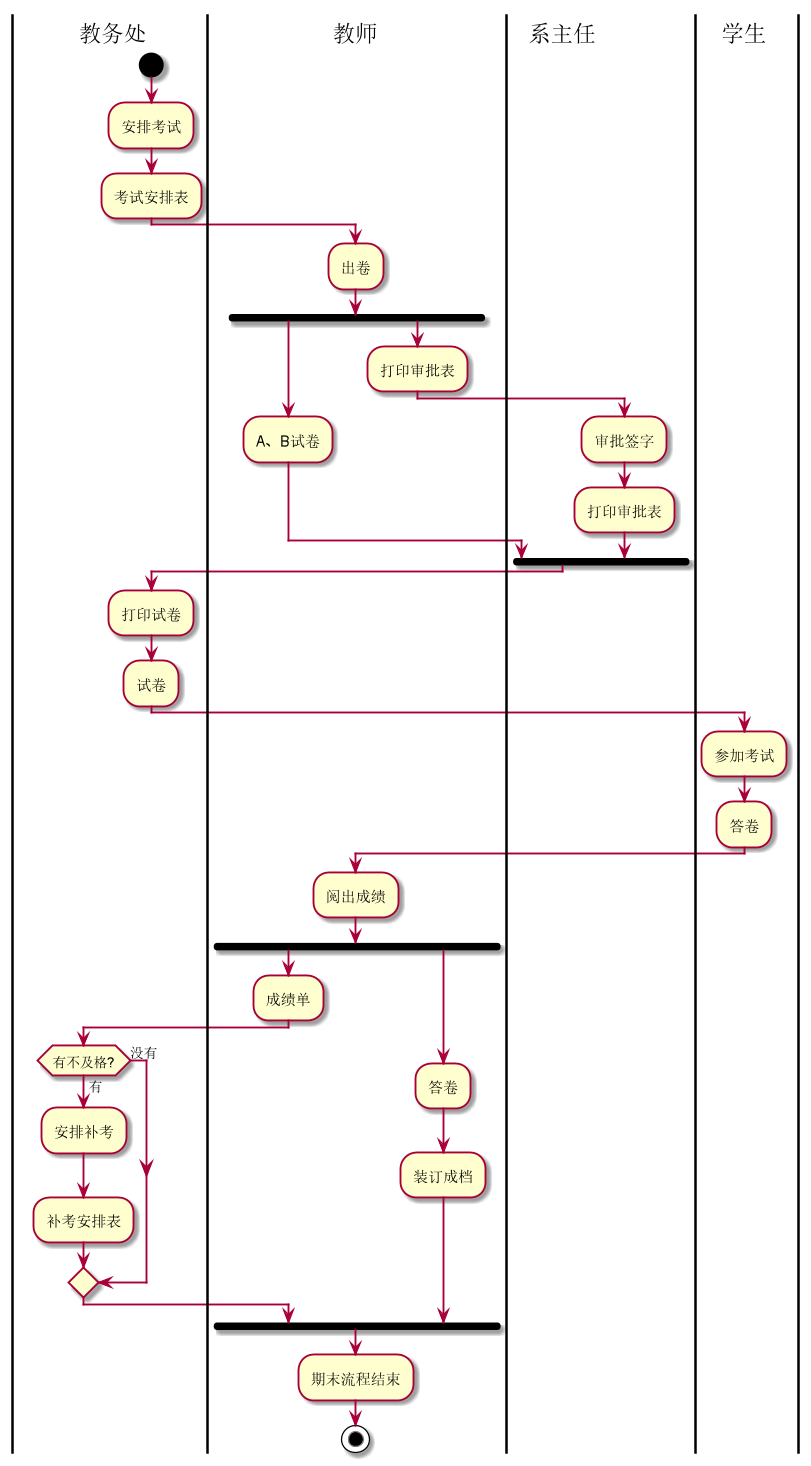 教务处
教师
系主任
学生
安排考试
考试安排表
出卷
打印审批表
A、B试卷
审批签字
打印审批表
打印试卷
试卷
参加考试
答卷
阅出成绩
成绩单
有不及格?
没有
有
答卷
安排补考
装订成档
补考安排表
期末流程结束